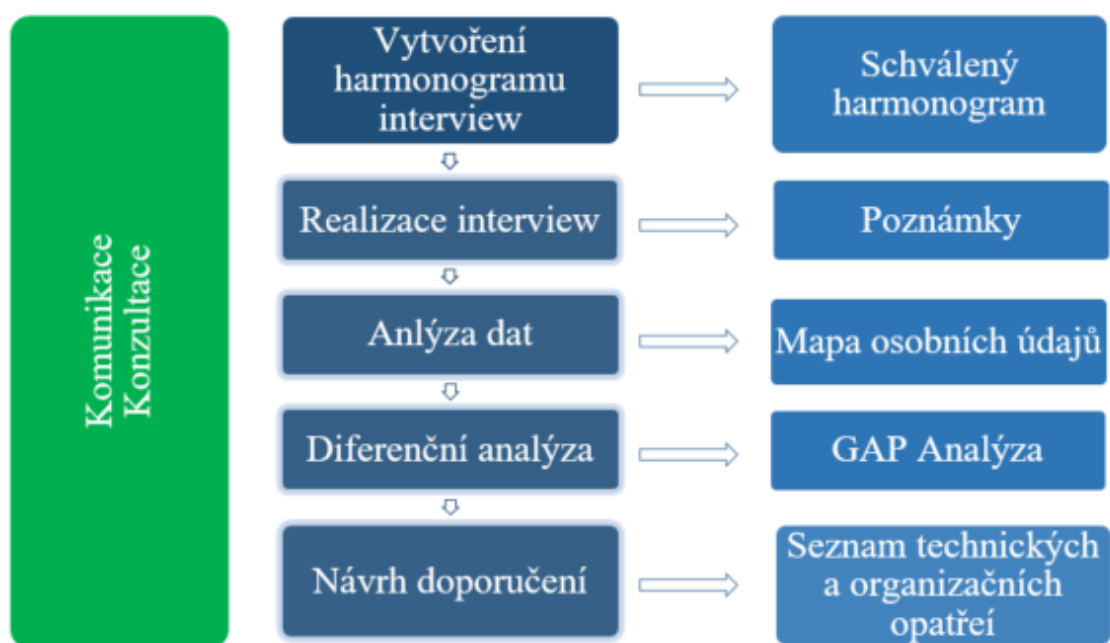 Komunikace
Konzultace
Vytvoření
harmonogramu
interview
Schválený
harmonogram
Realizace interview
Poznámky
Anlýza dat
Mapa osobních údajů
Diferenční analýza
GAP Analýza
Návrh doporučení
Seznam technických
a organizačních
opatřeí